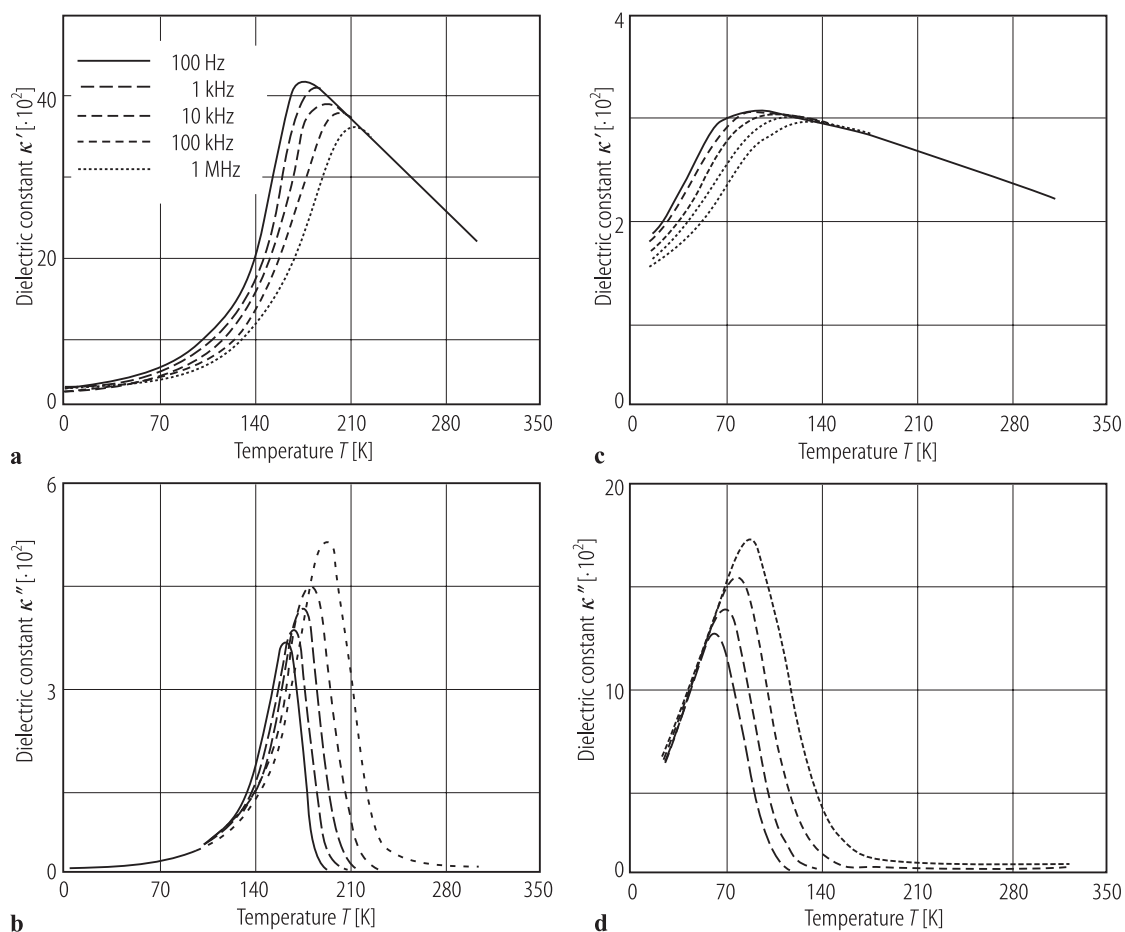 Dielectric constant κ′ [·10²]
40
20
0
100 Hz
1 kHz
10 kHz
100 kHz
1 MHz
0 70 140 210 280 350
Temperature T [K]
a
Dielectric constant κ′ [·10²]
4
2
0
0 70 140 210 280 350
Temperature T [K]
c
Dielectric constant κ″ [·10²]
6
3
0
0 70 140 210 280 350
Temperature T [K]
b
Dielectric constant κ″ [·10²]
20
10
0
0 70 140 210 280 350
Temperature T [K]
d